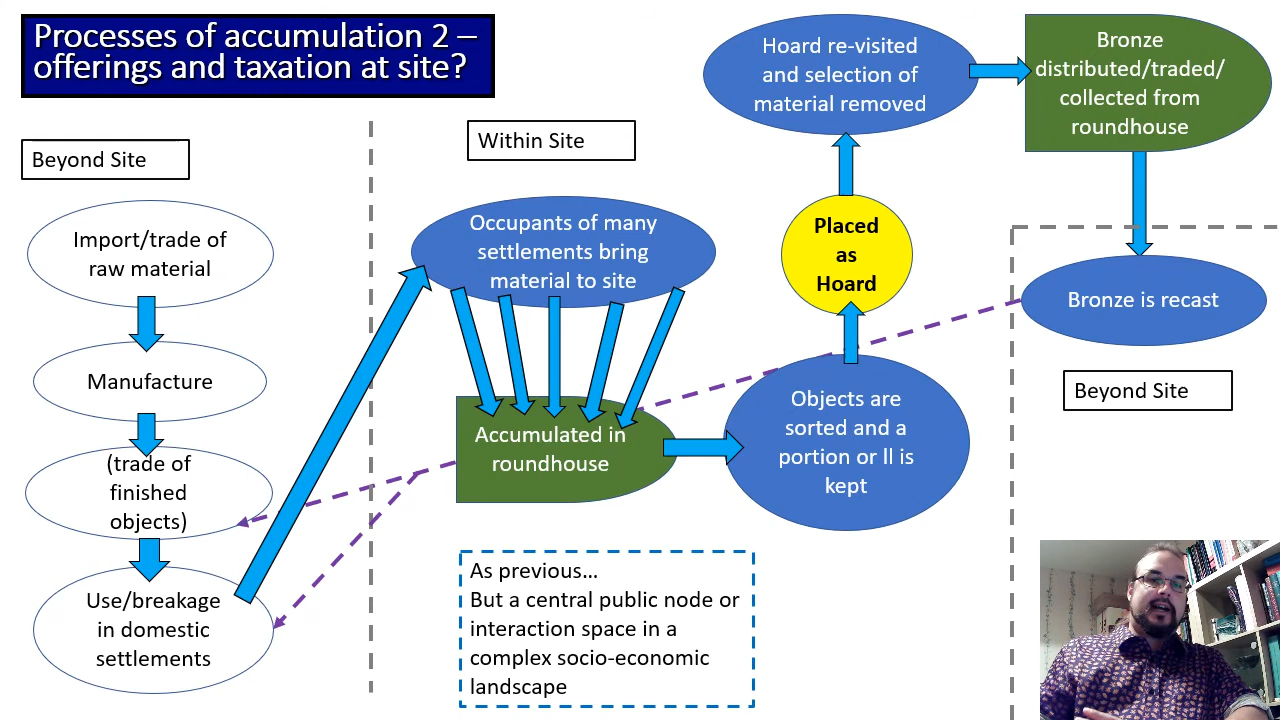 Processes of accumulation 2 –
offerings and taxation at site?
Beyond Site
Import/trade of
raw material
Manufacture
(trade of
finished
objects)
Use/breakage
in domestic
settlements
Within Site
Occupants of many
settlements bring
material to site
Accumulated in
roundhouse
Objects are
sorted and a
portion or ll is
kept
Placed
as
Hoard
Hoard re-visited
and selection of
material removed
Bronze
distributed/traded/
collected from
roundhouse
Bronze is recast
Beyond Site
As previous...
But a central public node or
interaction space in a
complex socio-economic
landscape